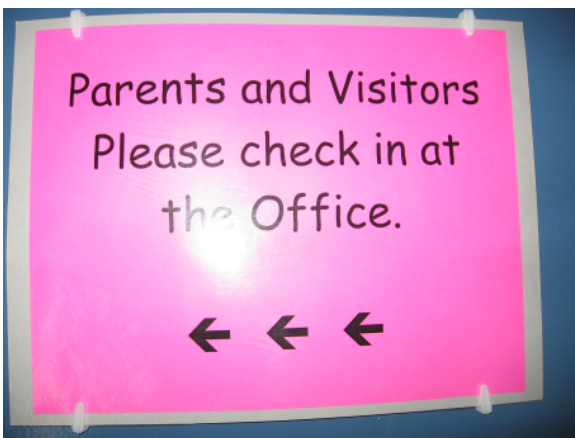 Parents and Visitors
Please check in at
the Office.